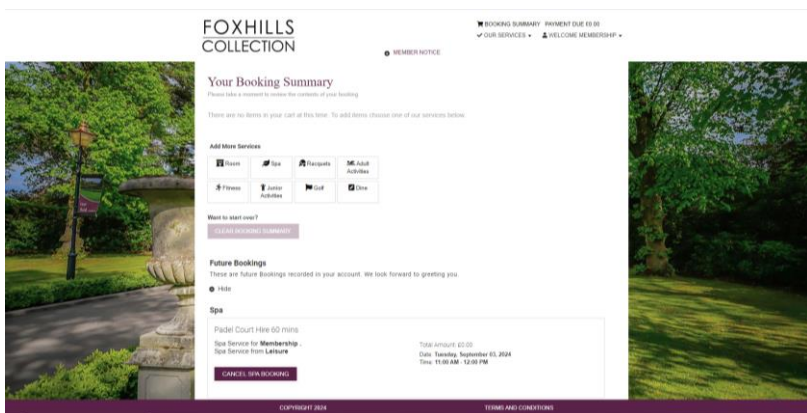 FOXHILLS
COLLECTION
BOOKING SUMMARY PAYMENT DUE £0.00
OUR SERVICES WELCOME MEMBERSHIP
MEMBER NOTICE
Your Booking Summary
Please take a moment to review the contents of your booking
There are no items in your cart at this time. To add items choose one of our services below.
Add More Services
Room Spa Racquets Adult
Activities
Fitness Junior Golf Dine
Activities
Want to start over?
CLEAR BOOKING SUMMARY
Future Bookings
These are future Bookings recorded in your account. We look forward to greeting you.
Hide
Spa
Padel Court Hire 60 mins
Spa Service for Membership .
Spa Service from Leisure
Total Amount: £0.00
Date: Tuesday, September 03, 2024
Time: 11:00 AM - 12:00 PM
CANCEL SPA BOOKING
COPYRIGHT 2024 TERMS AND CONDITIONS